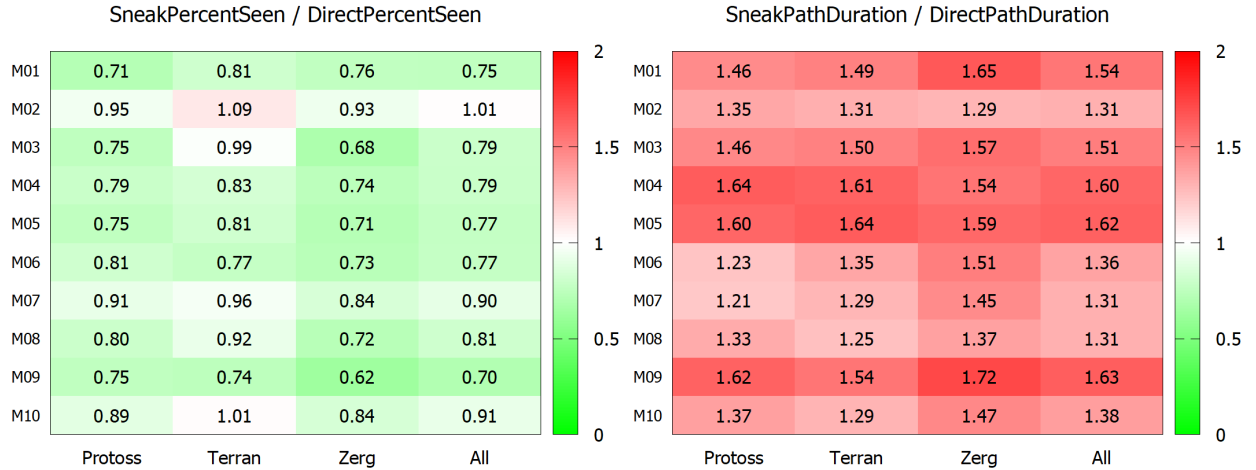 SneakPercentSeen / DirectPercentSeen
M01 0.71 0.81 0.76 0.75
M02 0.95 1.09 0.93 1.01
M03 0.75 0.99 0.68 0.79
M04 0.79 0.83 0.74 0.79
M05 0.75 0.81 0.71 0.77
M06 0.81 0.77 0.73 0.77
M07 0.91 0.96 0.84 0.90
M08 0.80 0.92 0.72 0.81
M09 0.75 0.74 0.62 0.70
M10 0.89 1.01 0.84 0.91
Protoss Terran Zerg All
2
1.5
1
0.5
0
SneakPathDuration / DirectPathDuration
M01 1.46 1.49 1.65 1.54
M02 1.35 1.31 1.29 1.31
M03 1.46 1.50 1.57 1.51
M04 1.64 1.61 1.54 1.60
M05 1.60 1.64 1.59 1.62
M06 1.23 1.35 1.51 1.36
M07 1.21 1.29 1.45 1.31
M08 1.33 1.25 1.37 1.31
M09 1.62 1.54 1.72 1.63
M10 1.37 1.29 1.47 1.38
Protoss Terran Zerg All
2
1.5
1
0.5
0